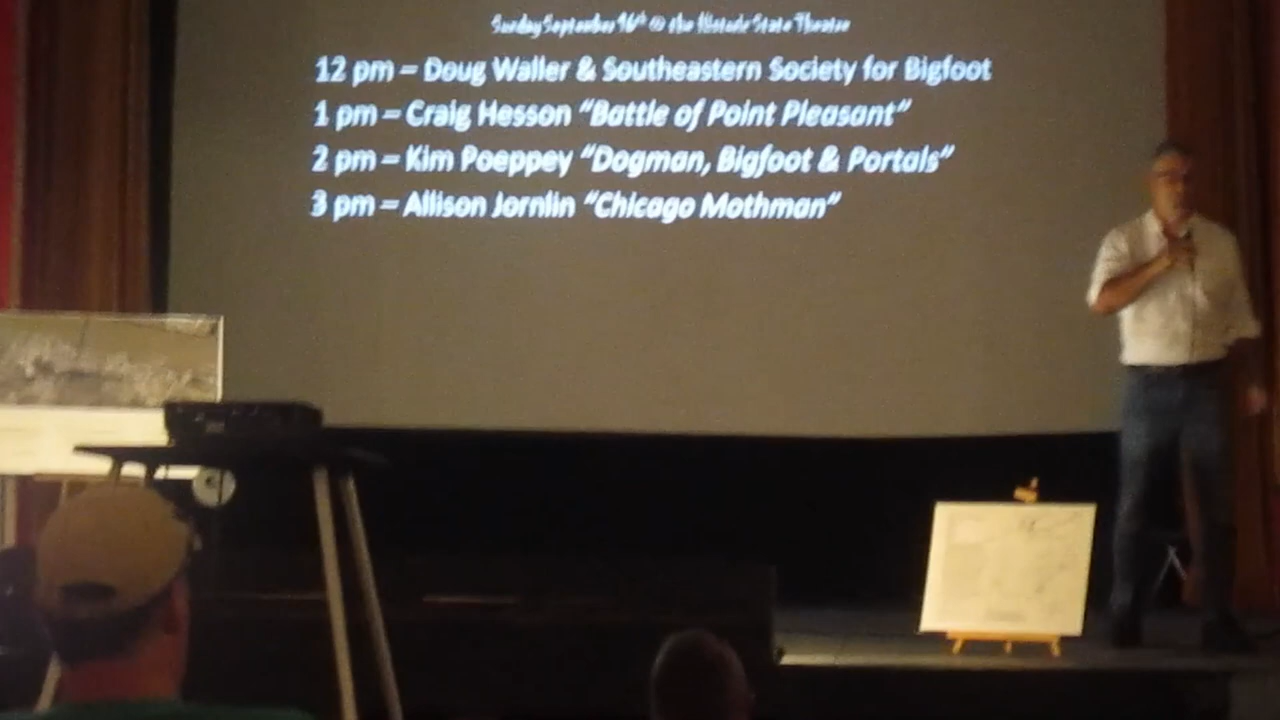 Sunday September 16th @ the Historic State Theatre
12 pm – Doug Waller & Southeastern Society for Bigfoot
1 pm – Craig Hesson “Battle of Point Pleasant”
2 pm – Kim Poeppey “Dogman, Bigfoot & Portals”
3 pm – Allison Jornlin “Chicago Mothman”